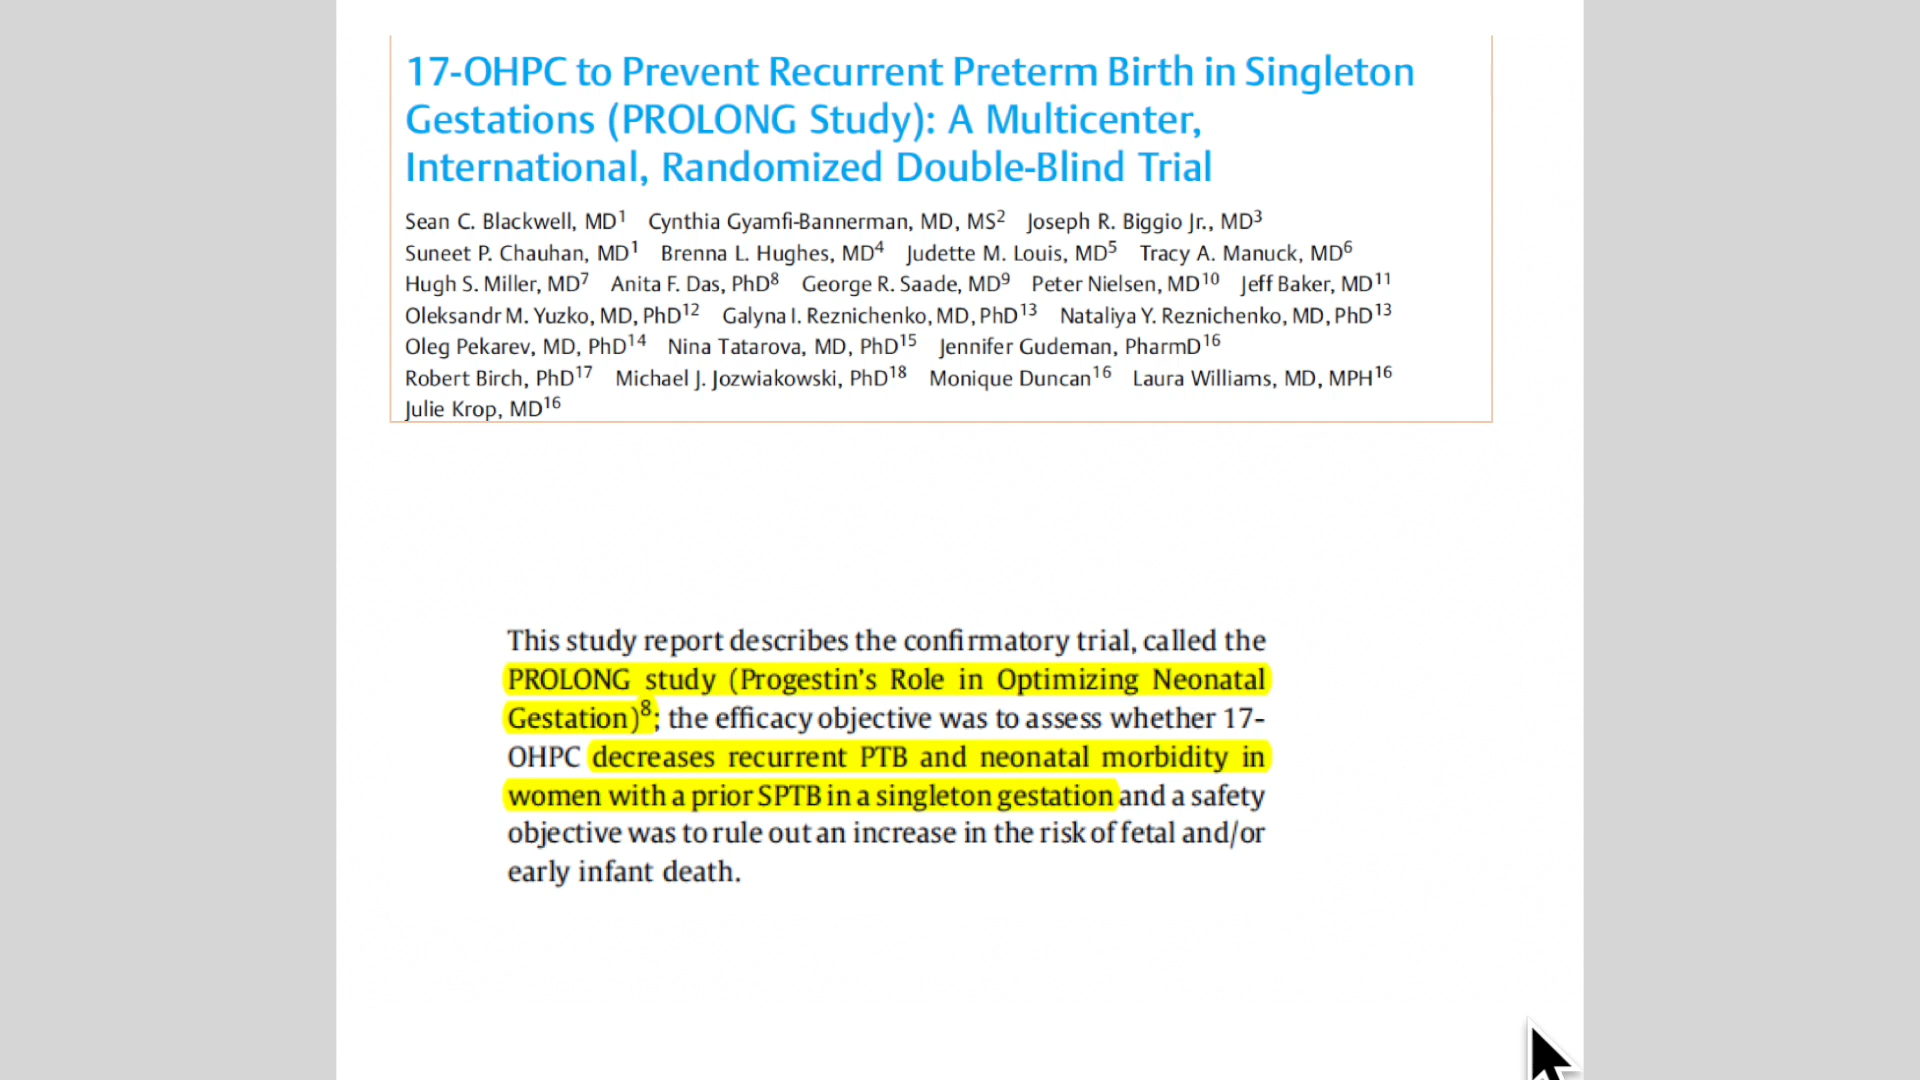 17-OHPC to Prevent Recurrent Preterm Birth in Singleton
Gestations (PROLONG Study): A Multicenter,
International, Randomized Double-Blind Trial
Sean C. Blackwell, MD¹ Cynthia Gyamfi-Bannerman, MD, MS² Joseph R. Biggio Jr., MD³
Suneet P. Chauhan, MD¹ Brenna L. Hughes, MD⁴ Judette M. Louis, MD⁵ Tracy A. Manuck, MD⁶
Hugh S. Miller, MD⁷ Anita F. Das, PhD⁸ George R. Saade, MD⁹ Peter Nielsen, MD¹⁰ Jeff Baker, MD¹¹
Oleksandr M. Yuzko, MD, PhD¹² Galyna I. Reznichenko, MD, PhD¹³ Nataliya Y. Reznichenko, MD, PhD¹³
Oleg Pekarev, MD, PhD¹⁴ Nina Tatarova, MD, PhD¹⁵ Jennifer Gudeman, PharmD¹⁶
Robert Birch, PhD¹⁷ Michael J. Jozwiakowski, PhD¹⁸ Monique Duncan¹⁶ Laura Williams, MD, MPH¹⁶
Julie Krop, MD¹⁶
This study report describes the confirmatory trial, called the
PROLONG study (Progestin's Role in Optimizing Neonatal
Gestation)⁸; the efficacy objective was to assess whether 17-
OHPC decreases recurrent PTB and neonatal morbidity in
women with a prior SPTB in a singleton gestation and a safety
objective was to rule out an increase in the risk of fetal and/or
early infant death.